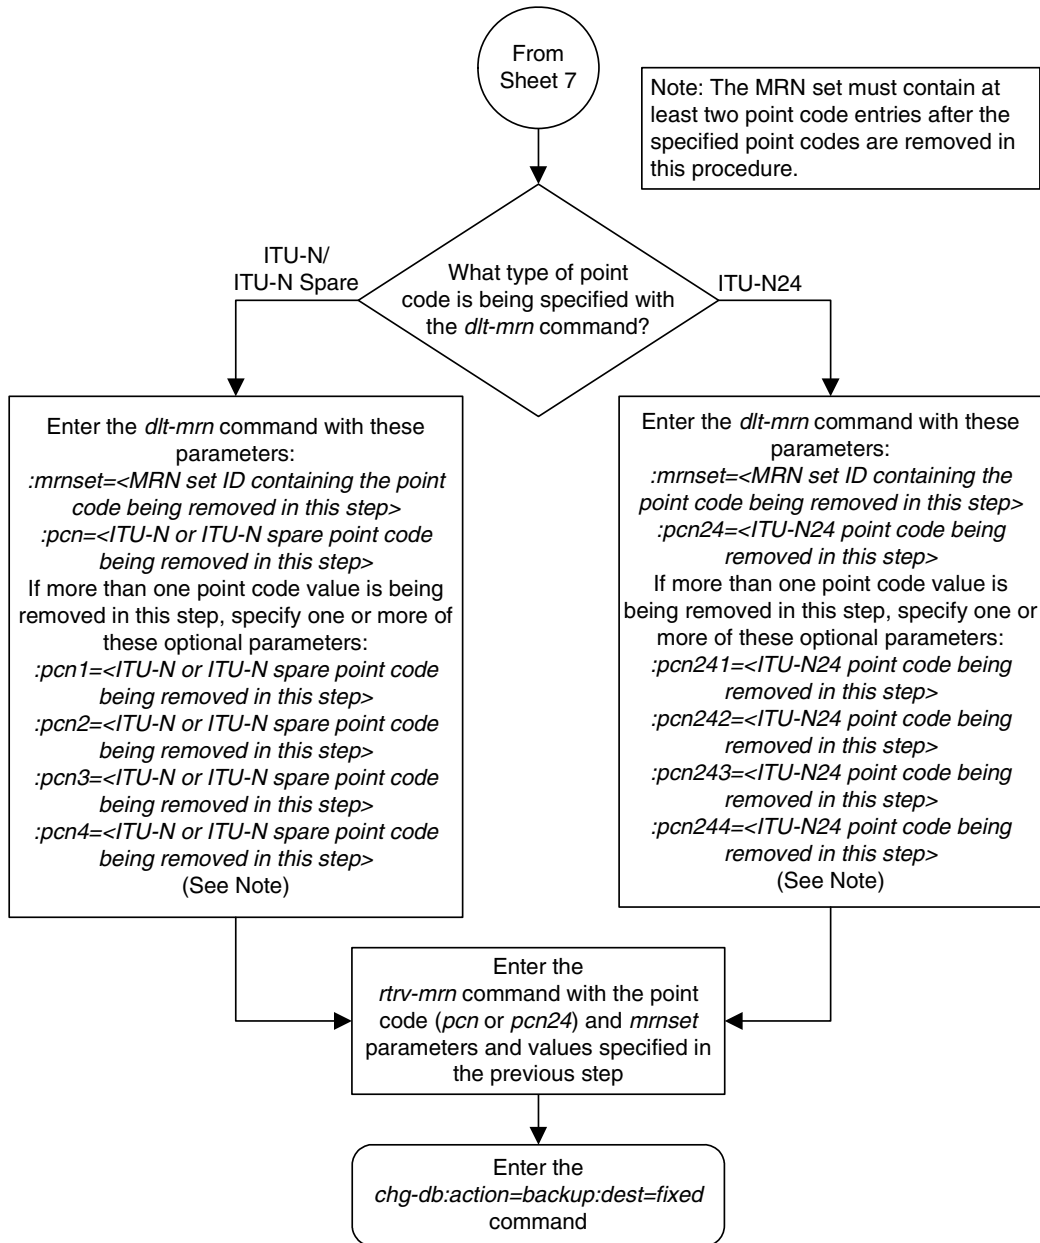 From
Sheet 7
Note: The MRN set must contain at
least two point code entries after the
specified point codes are removed in
this procedure.
What type of point
code is being specified with
the dlt-mrn command?
ITU-N/
ITU-N Spare
ITU-N24
Enter the dlt-mrn command with these
parameters:
:mrnset=<MRN set ID containing the point
code being removed in this step>
:pcn=<ITU-N or ITU-N spare point code
being removed in this step>
If more than one point code value is being
removed in this step, specify one or more of
these optional parameters:
:pcn1=<ITU-N or ITU-N spare point code
being removed in this step>
:pcn2=<ITU-N or ITU-N spare point code
being removed in this step>
:pcn3=<ITU-N or ITU-N spare point code
being removed in this step>
:pcn4=<ITU-N or ITU-N spare point code
being removed in this step>
(See Note)
Enter the dlt-mrn command with these
parameters:
:mrnset=<MRN set ID containing the
point code being removed in this step>
:pcn24=<ITU-N24 point code being
removed in this step>
If more than one point code value is
being removed in this step, specify one or
more of these optional parameters:
:pcn241=<ITU-N24 point code being
removed in this step>
:pcn242=<ITU-N24 point code being
removed in this step>
:pcn243=<ITU-N24 point code being
removed in this step>
:pcn244=<ITU-N24 point code being
removed in this step>
(See Note)
Enter the
rtrv-mrn command with the point
code (pcn or pcn24) and mrnset
parameters and values specified in
the previous step
Enter the
chg-db:action=backup:dest=fixed
command